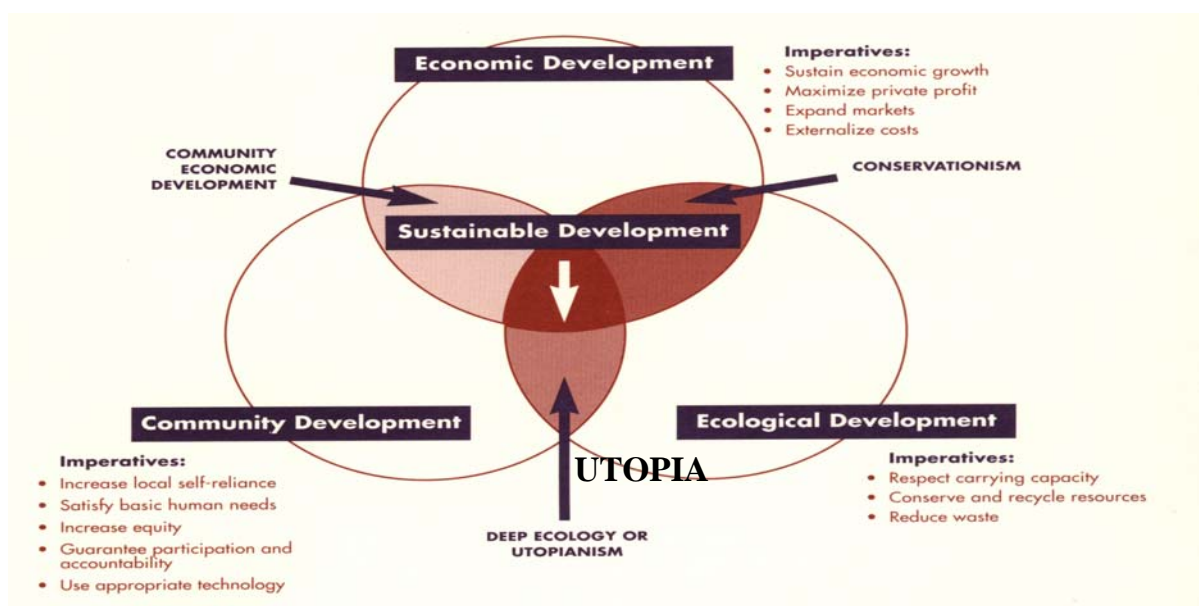 Economic Development
Imperatives:
• Sustain economic growth
• Maximize private profit
• Expand markets
• Externalize costs
COMMUNITY
ECONOMIC
DEVELOPMENT
CONSERVATIONISM
Sustainable Development
Community Development
Imperatives:
• Increase local self-reliance
• Satisfy basic human needs
• Increase equity
• Guarantee participation and
accountability
• Use appropriate technology
UTOPIA
DEEP ECOLOGY OR
UTOPIANISM
Ecological Development
Imperatives:
• Respect carrying capacity
• Conserve and recycle resources
• Reduce waste